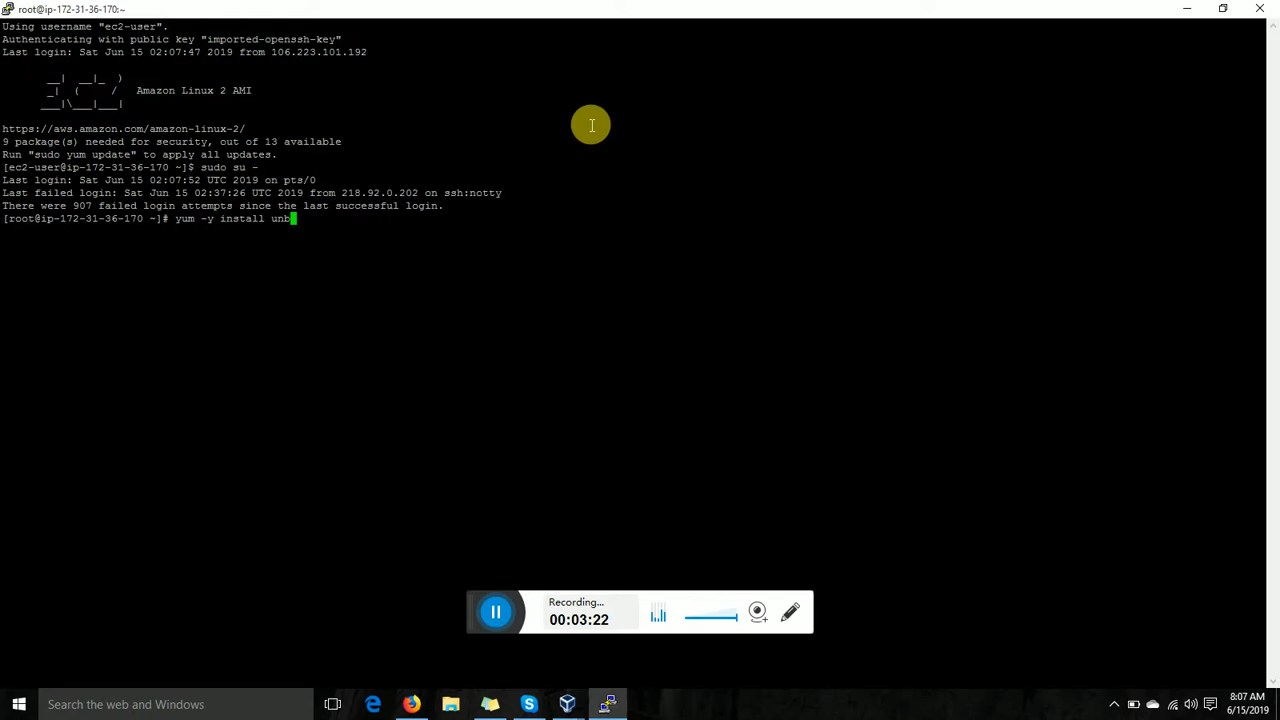 root@ip-172-31-36-170:~
Using username "ec2-user".
Authenticating with public key "imported-openssh-key"
Last login: Sat Jun 15 02:07:47 2019 from 106.223.101.192
__|  __|_  )
_|  (     /   Amazon Linux 2 AMI
___|\___|___|
https://aws.amazon.com/amazon-linux-2/
9 package(s) needed for security, out of 13 available
Run "sudo yum update" to apply all updates.
[ec2-user@ip-172-31-36-170 ~]$ sudo su -
Last login: Sat Jun 15 02:07:52 UTC 2019 on pts/0
Last failed login: Sat Jun 15 02:37:26 UTC 2019 from 218.92.0.202 on ssh:notty
There were 907 failed login attempts since the last successful login.
[root@ip-172-31-36-170 ~]# yum -y install unb
Recording...
00:03:22
Search the web and Windows
8:07 AM
6/15/2019